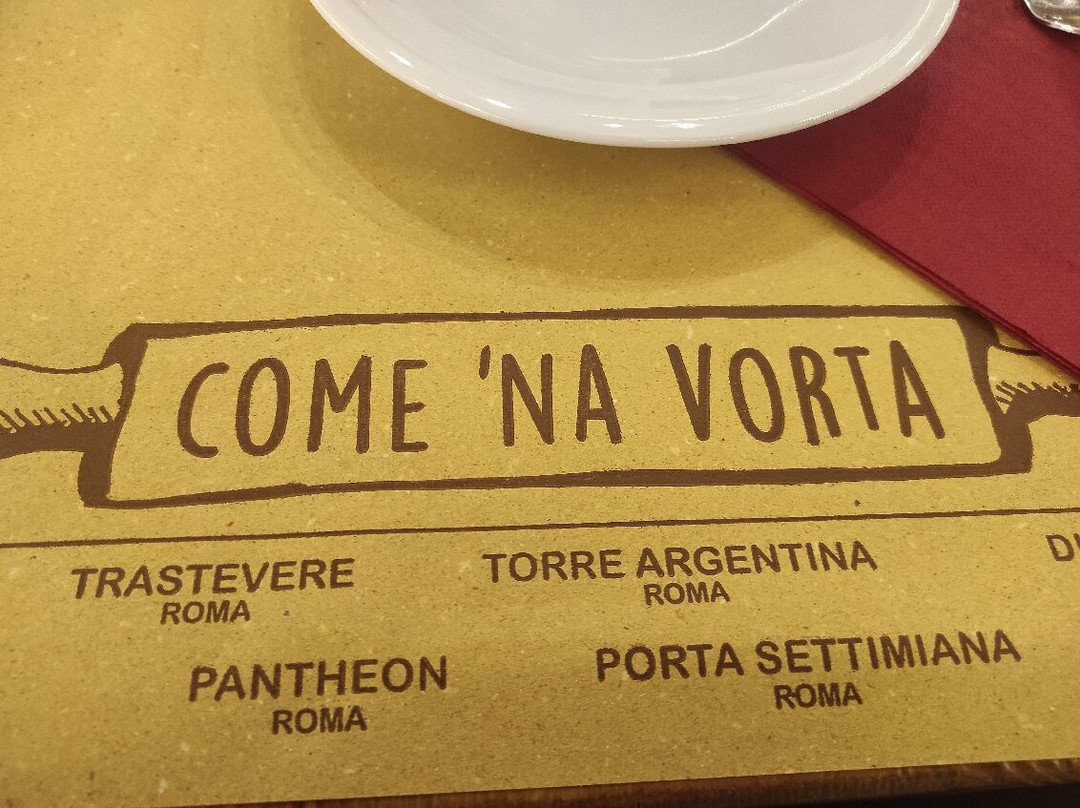 COME 'NA VORTA
TRASTEVERE
ROMA
TORRE ARGENTINA
ROMA
PANTHEON
ROMA
PORTA SETTIMIANA
ROMA